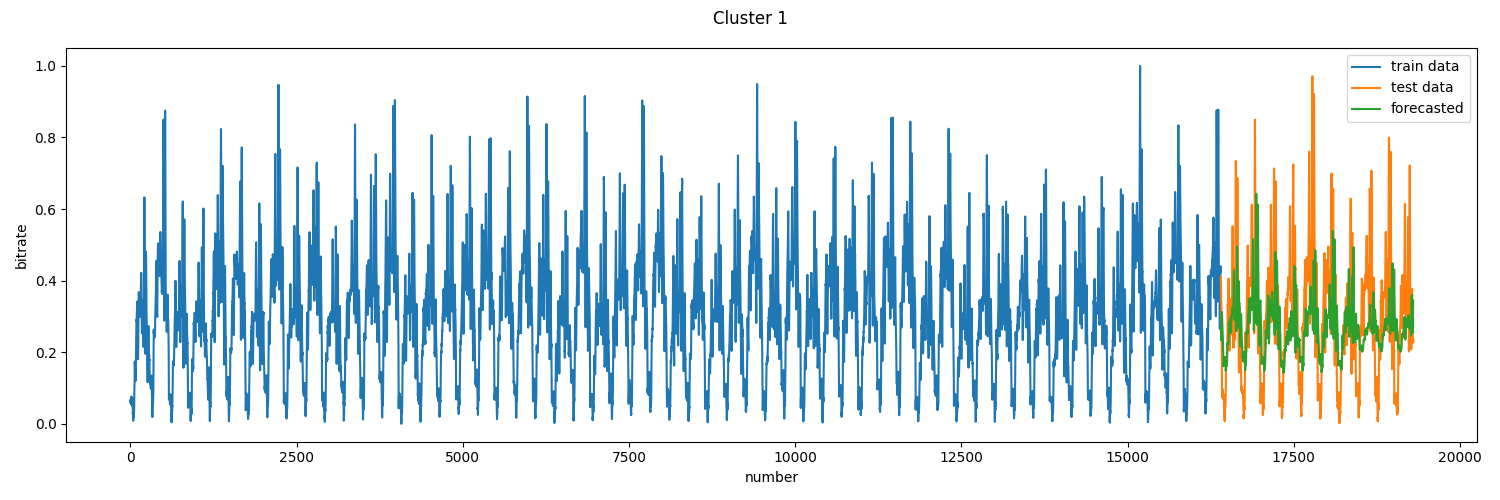 Cluster 1
train data
test data
forecasted
1.0
0.8
0.6
0.4
0.2
0.0
bitrate
0 2500 5000 7500 10000 12500 15000 17500 20000
number